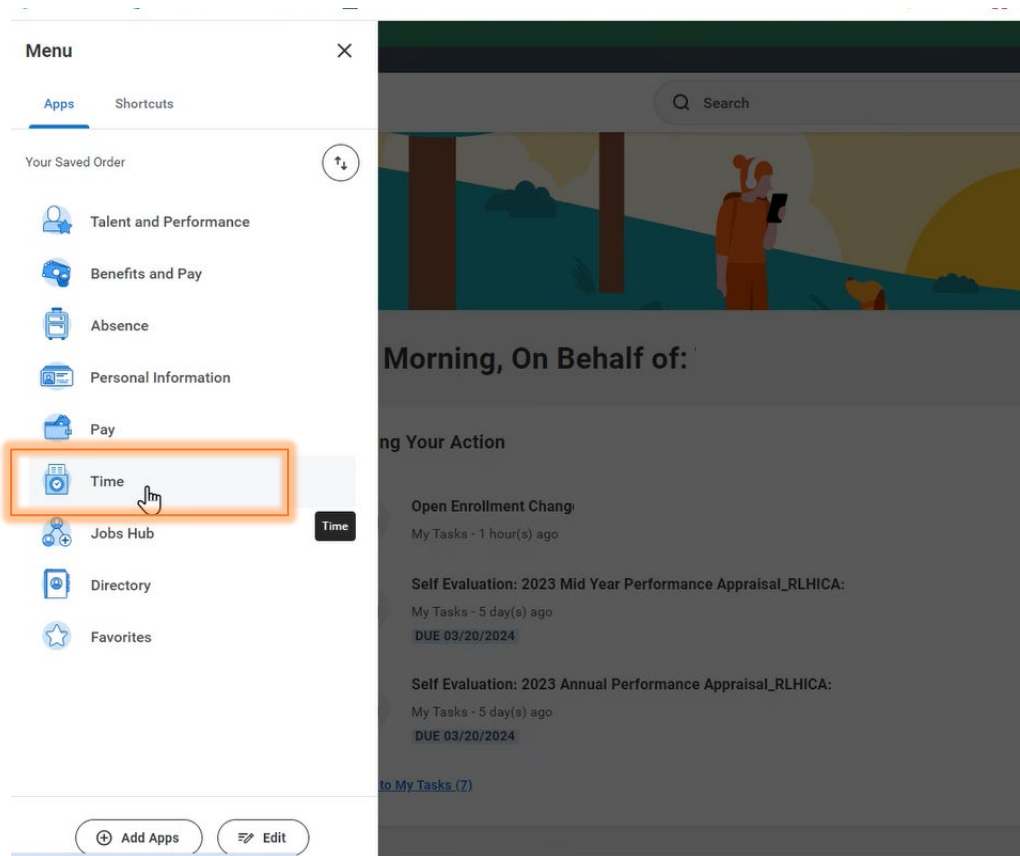 Menu
Apps Shortcuts
Search
Your Saved Order
Talent and Performance
Benefits and Pay
Absence
Personal Information
Pay
Time
Time
Jobs Hub
Directory
Favorites
Add Apps Edit
Morning, On Behalf of:
ng Your Action
Open Enrollment Chang
My Tasks - 1 hour(s) ago
Self Evaluation: 2023 Mid Year Performance Appraisal_RLHICA:
My Tasks - 5 day(s) ago
DUE 03/20/2024
Self Evaluation: 2023 Annual Performance Appraisal_RLHICA:
My Tasks - 5 day(s) ago
DUE 03/20/2024
to My Tasks (7)